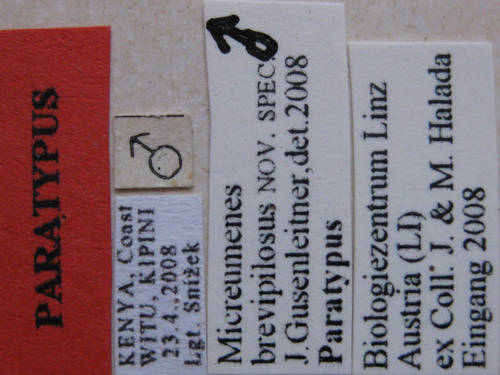 PARATYPUS
♂
KENYA, Coast
WITU, KIPINI
23.4.2008
Lgt. Snížek
♂
Micreumenes
brevipilosus NOV. SPEC.
J.Gusenleitner,det.2008
Paratypus
Biologiezentrum Linz
Austria (LI)
ex Coll. J. & M. Halada
Eingang 2008